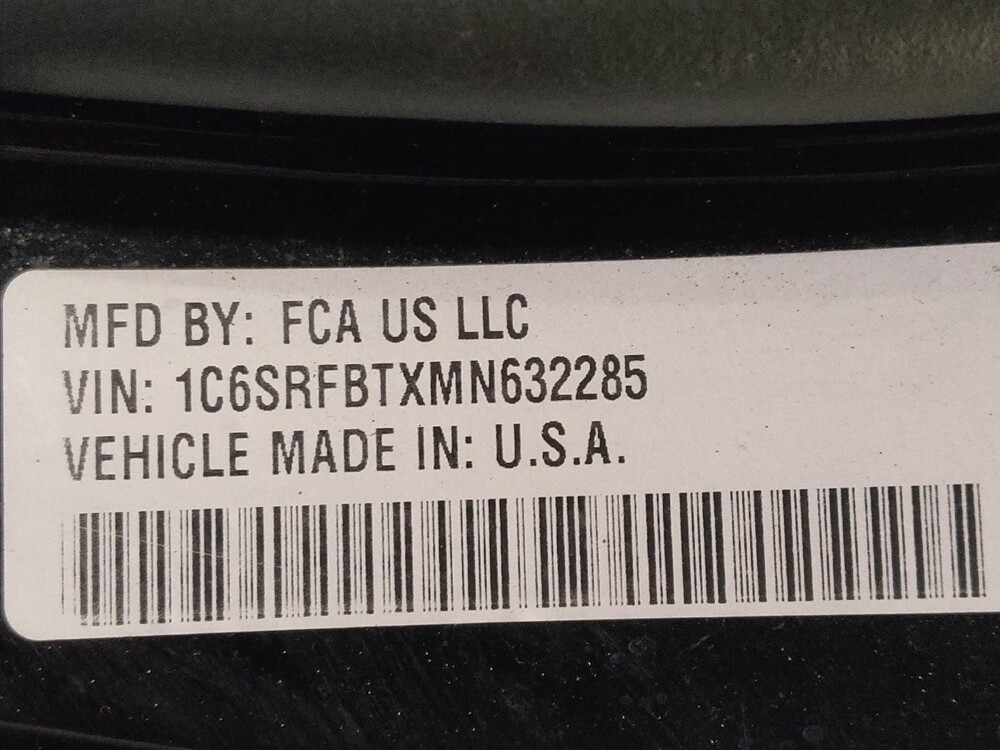 MFD BY: FCA US LLC
VIN: 1C6SRFBTXMN632285
VEHICLE MADE IN: U.S.A.